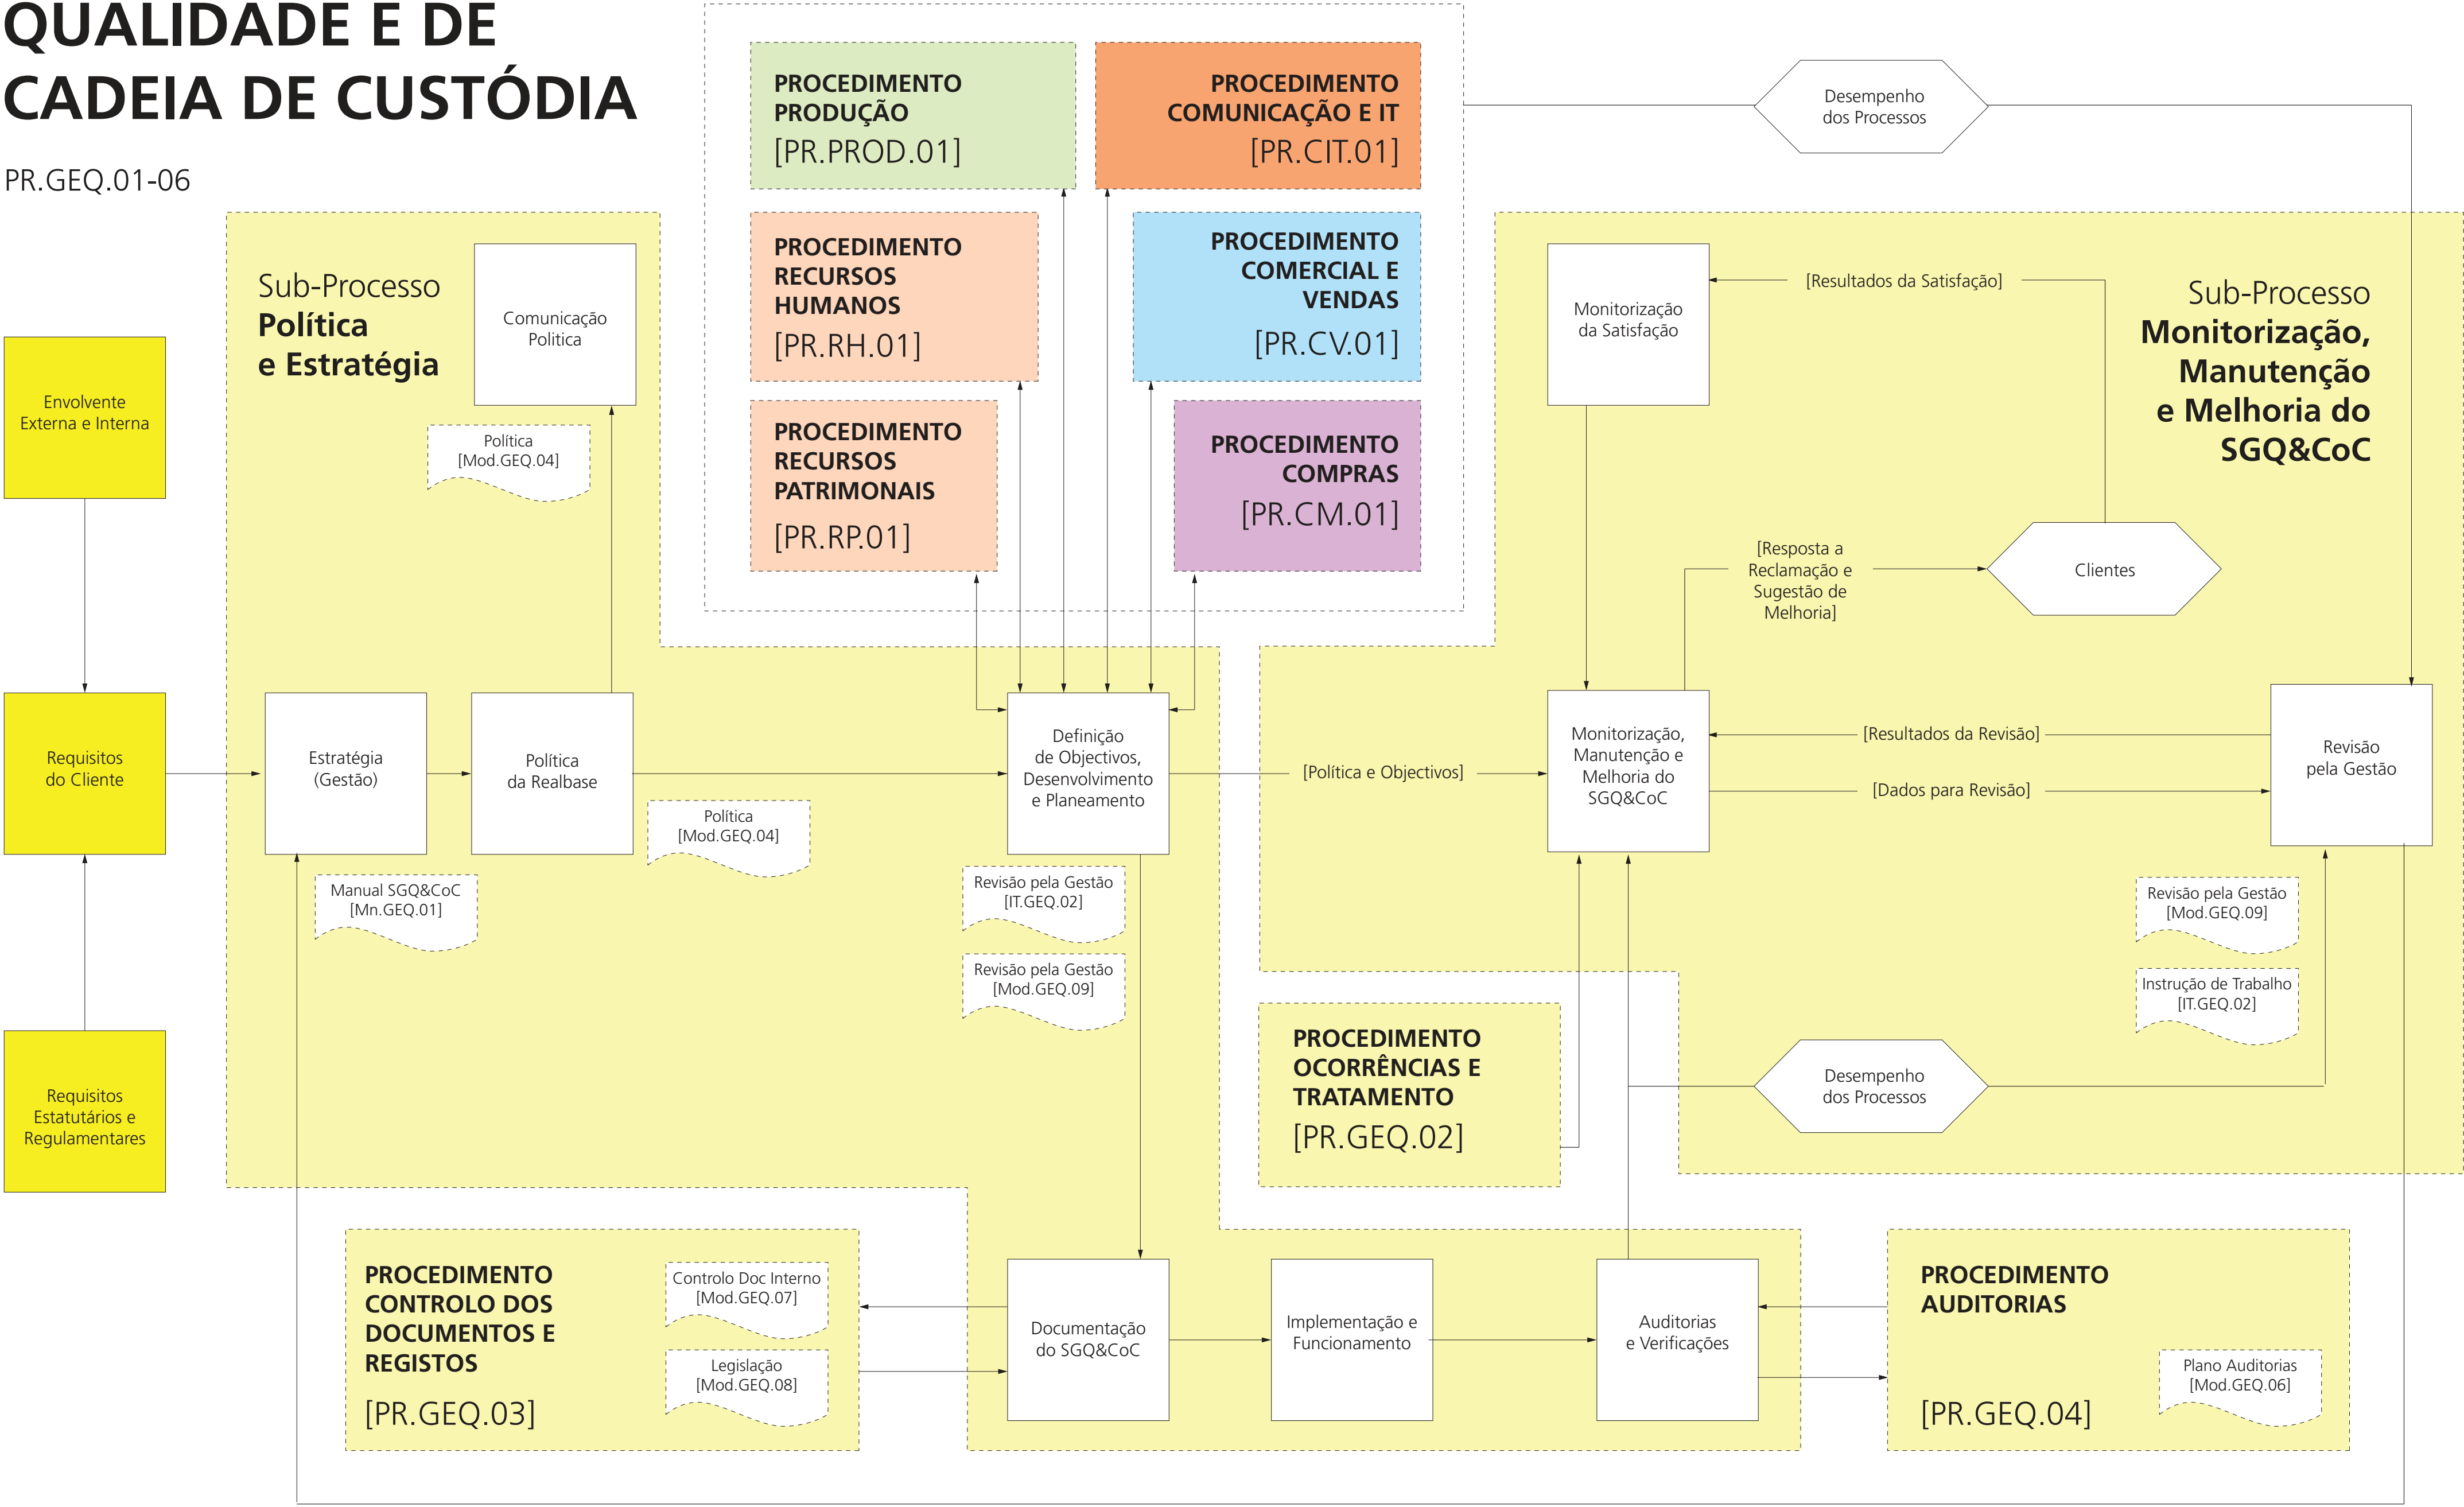 QUALIDADE E DE
CADEIA DE CUSTÓDIA
PR.GEQ.01-06
PROCEDIMENTO
PRODUÇÃO
[PR.PROD.01]
PROCEDIMENTO
COMUNICAÇÃO E IT
[PR.CIT.01]
Desempenho
dos Processos
PROCEDIMENTO
RECURSOS
HUMANOS
[PR.RH.01]
PROCEDIMENTO
COMERCIAL E
VENDAS
[PR.CV.01]
PROCEDIMENTO
RECURSOS
PATRIMONAIS
[PR.RP.01]
PROCEDIMENTO
COMPRAS
[PR.CM.01]
Sub-Processo
Política
e Estratégia
Comunicação
Politica
Política
[Mod.GEQ.04]
Envolvente
Externa e Interna
Requisitos
do Cliente
Requisitos
Estatutários e
Regulamentares
Estratégia
(Gestão)
Manual SGQ&CoC
[Mn.GEQ.01]
Política
da Realbase
Política
[Mod.GEQ.04]
Definição
de Objectivos,
Desenvolvimento
e Planeamento
Revisão pela Gestão
[IT.GEQ.02]
Revisão pela Gestão
[Mod.GEQ.09]
[Política e Objectivos]
Monitorização
da Satisfação
[Resultados da Satisfação]
Sub-Processo
Monitorização,
Manutenção
e Melhoria do
SGQ&CoC
[Resposta a
Reclamação e
Sugestão de
Melhoria]
Clientes
Monitorização,
Manutenção e
Melhoria do
SGQ&CoC
[Resultados da Revisão]
[Dados para Revisão]
Revisão
pela Gestão
Revisão pela Gestão
[Mod.GEQ.09]
Instrução de Trabalho
[IT.GEQ.02]
PROCEDIMENTO
OCORRÊNCIAS E
TRATAMENTO
[PR.GEQ.02]
Desempenho
dos Processos
PROCEDIMENTO
CONTROLO DOS
DOCUMENTOS E
REGISTOS
[PR.GEQ.03]
Controlo Doc Interno
[Mod.GEQ.07]
Legislação
[Mod.GEQ.08]
Documentação
do SGQ&CoC
Implementação e
Funcionamento
Auditorias
e Verificações
PROCEDIMENTO
AUDITORIAS
[PR.GEQ.04]
Plano Auditorias
[Mod.GEQ.06]